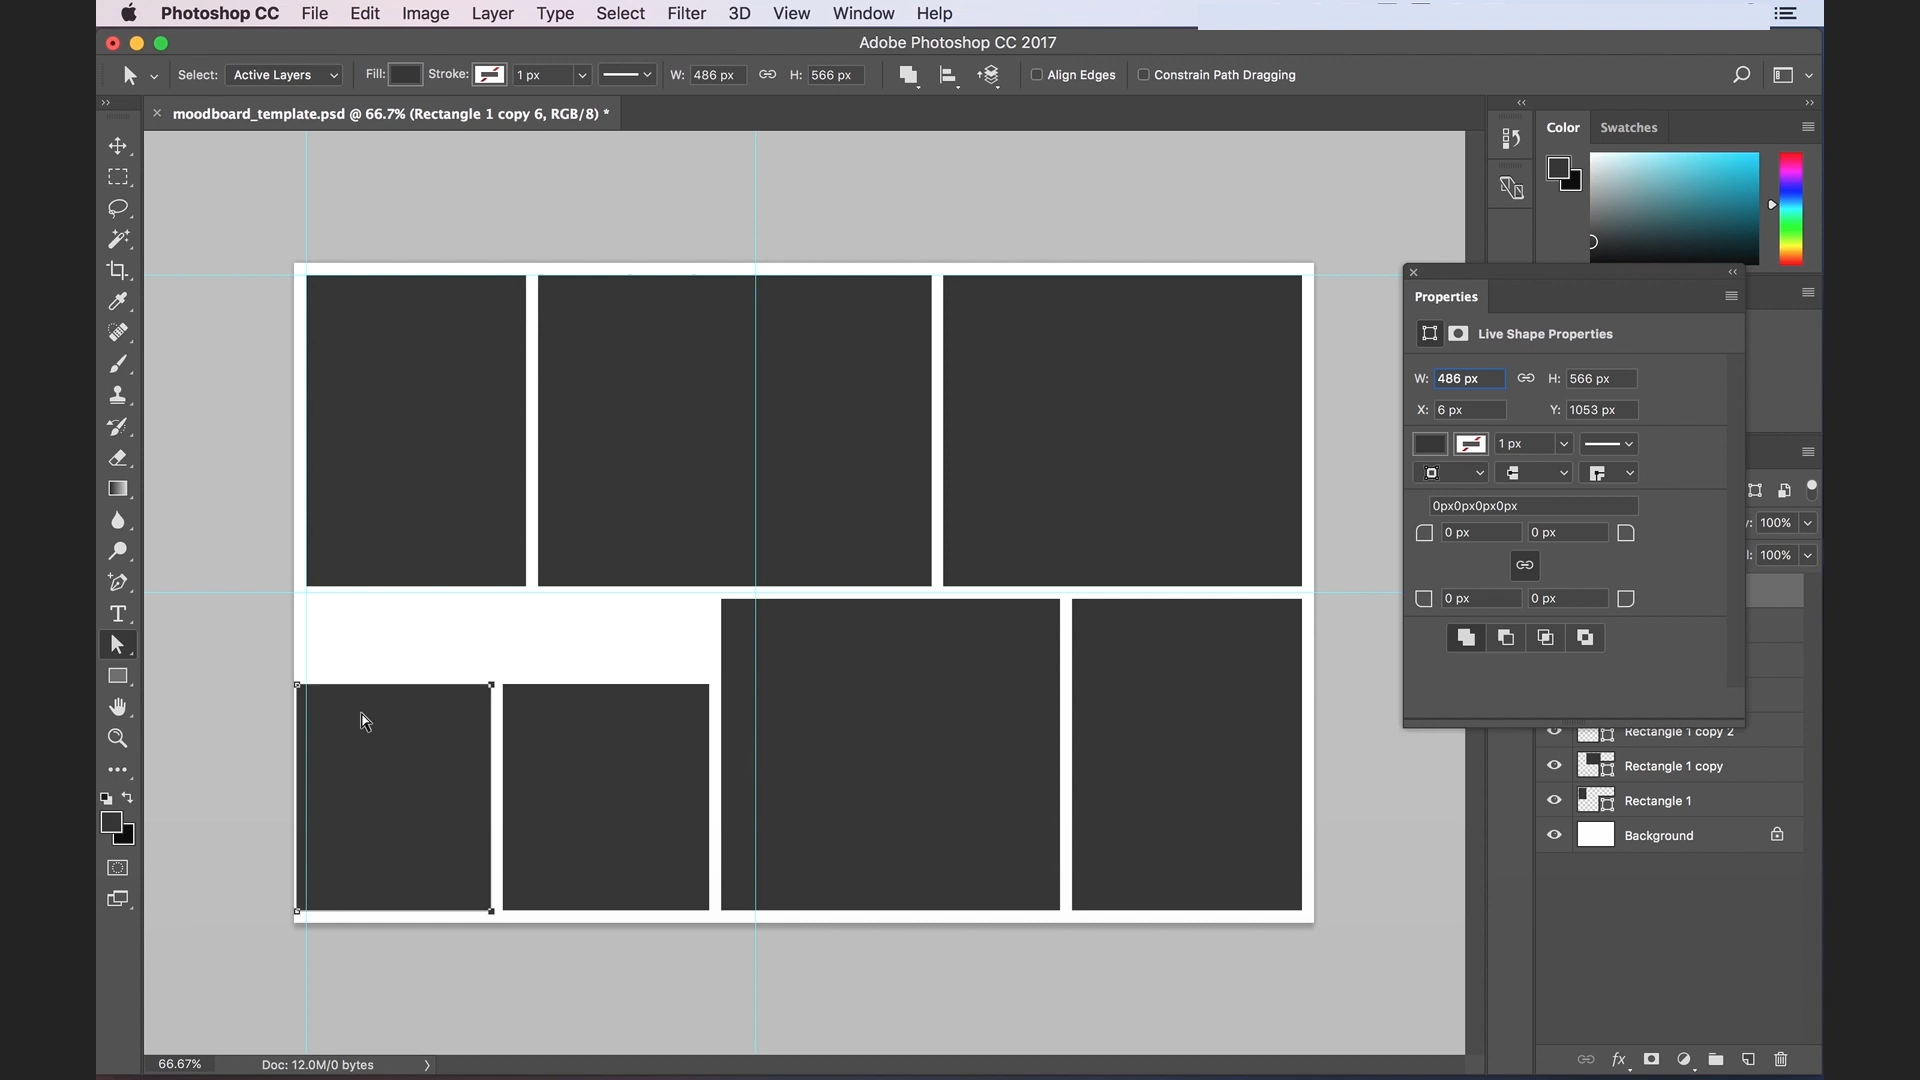 Photoshop CC File Edit Image Layer Type Select Filter 3D View Window Help
Adobe Photoshop CC 2017
Select: Active Layers Fill: Stroke: 1 px W: 486 px H: 566 px Align Edges Constrain Path Dragging
moodboard_template.psd @ 66.7% (Rectangle 1 copy 6, RGB/8) *
Color Swatches
Properties
Live Shape Properties
W: 486 px H: 566 px
X: 6 px Y: 1053 px
1 px
0px0px0px0px
0 px 0 px
0 px 0 px
100%
100%
Rectangle 1 copy 2
Rectangle 1 copy
Rectangle 1
Background
fx
66.67% Doc: 12.0M/0 bytes